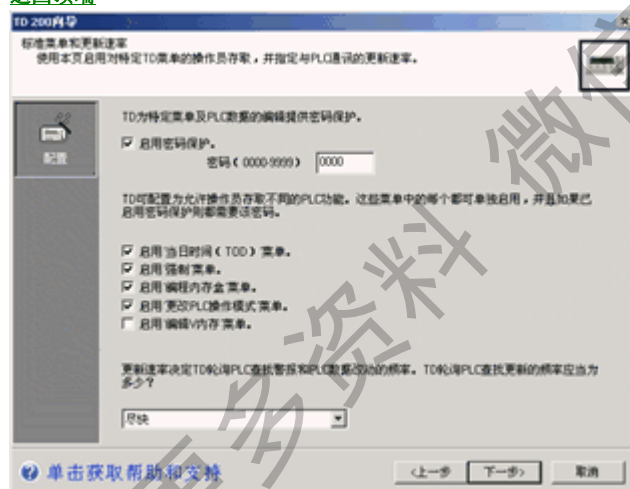 返回顶端
TD 200向导
标准菜单和更新速率
使用本页启用对特定TD菜单的操作员存取，并指定与PLC通讯的更新速率。
配置
TD为特定菜单及PLC数据的编辑提供密码保护。
启用密码保护。
密码（0000-9999） 0000
TD可配置为允许操作员存取不同的PLC功能。这些菜单中的每个都可单独启用，并且如果已
启用密码保护则都需要该密码。
启用'当日时间（TOD）'菜单。
启用'强制'菜单。
启用'编程内存盒'菜单。
启用'更改PLC操作模式'菜单。
启用'编辑V内存'菜单。
更新速率决定TD轮询PLC查找警报和PLC数据改动的频率。TD轮询PLC查找更新的频率应当为
多少？
尽快
单击获取帮助和支持
<上一步 下一步> 取消
更多资料 微信